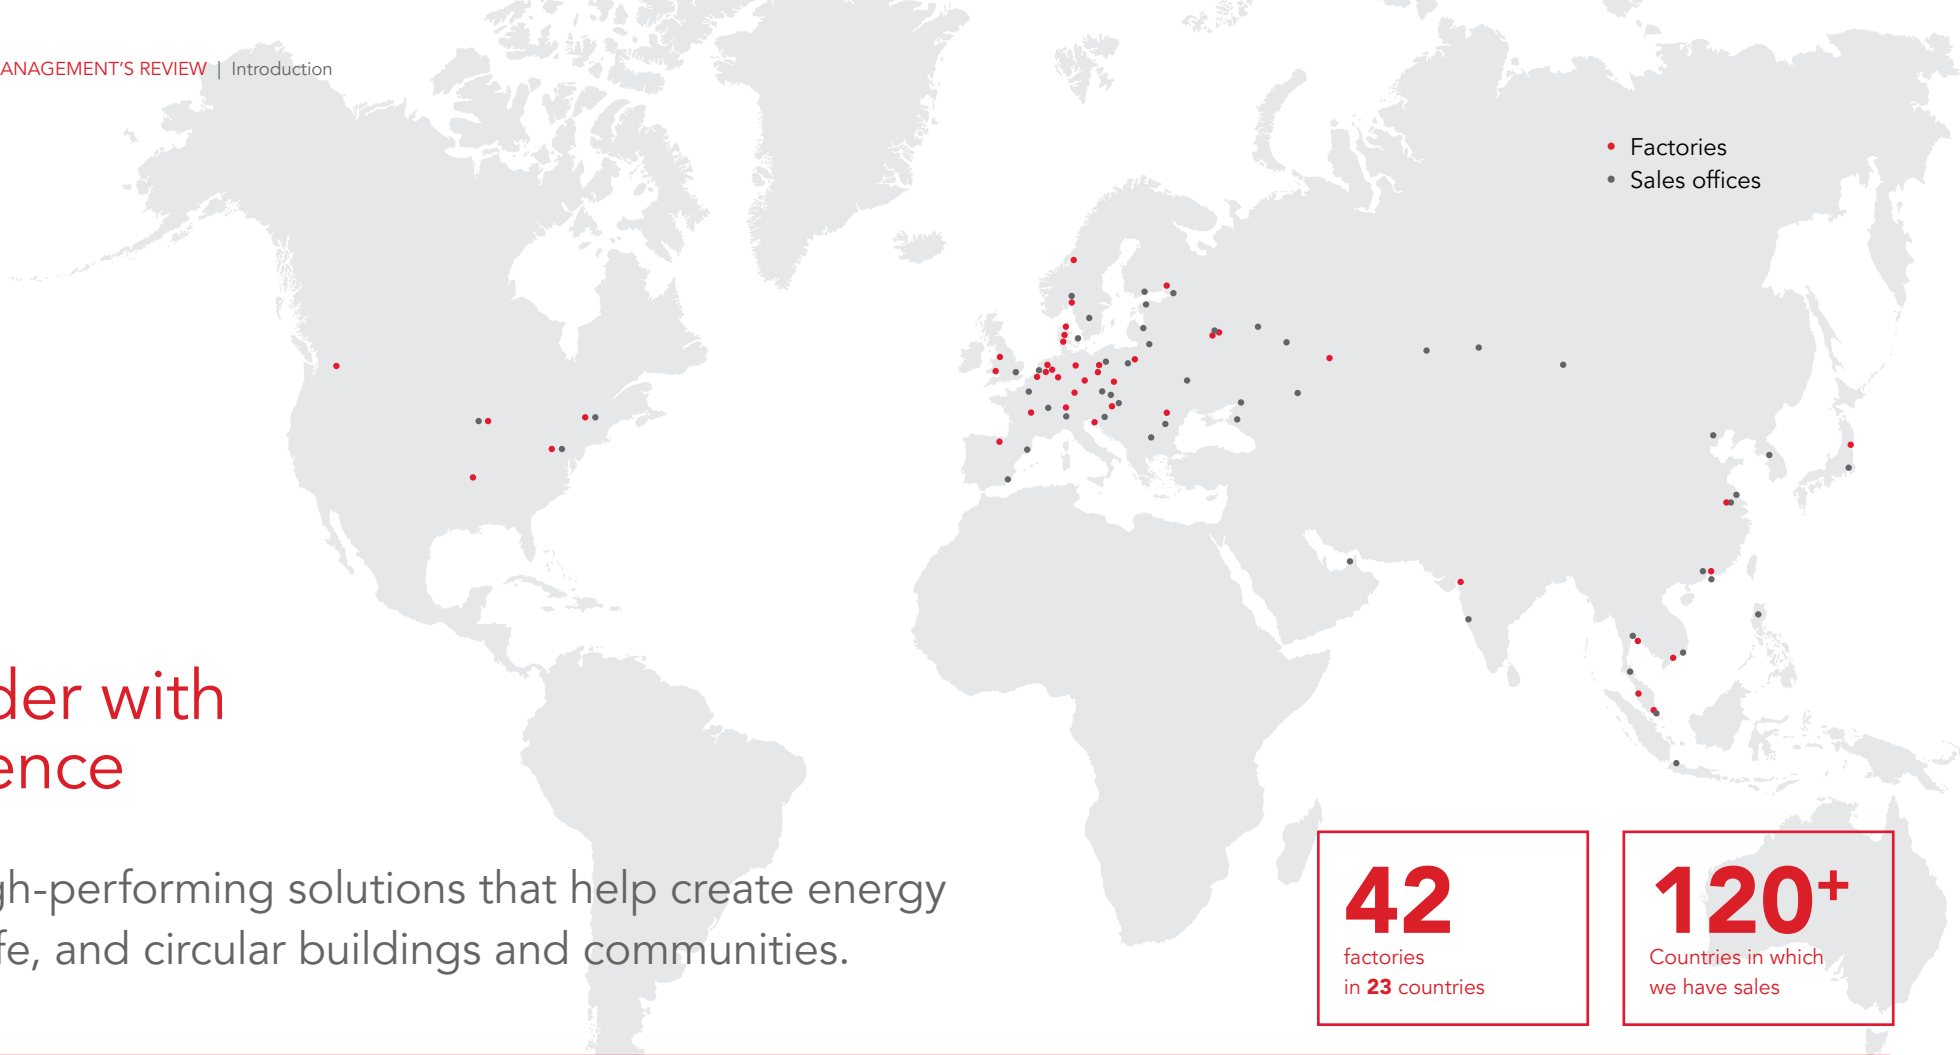 ANAGEMENT'S REVIEW | Introduction
Factories
Sales offices
der with
ence
gh-performing solutions that help create energy
fe, and circular buildings and communities.
42
factories
in 23 countries
120+
Countries in which
we have sales